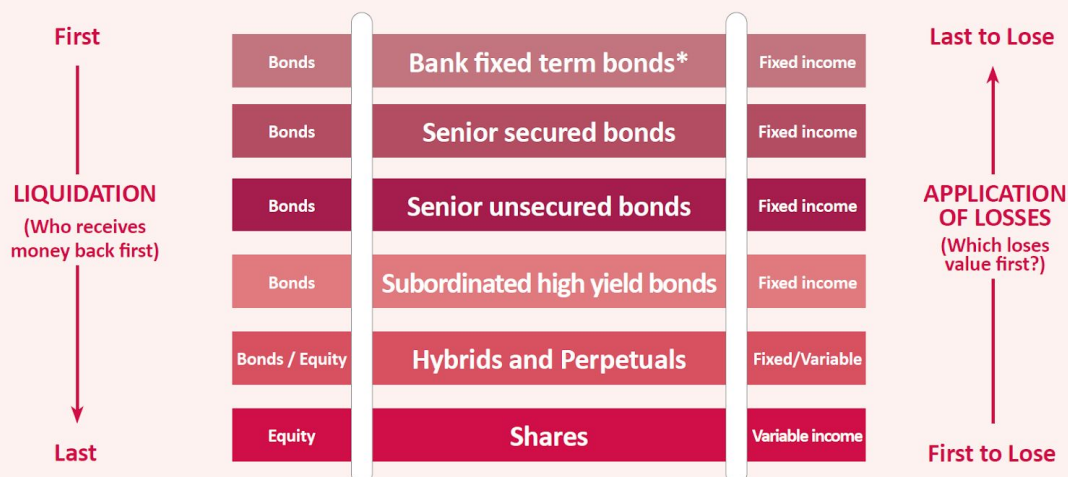 First
LIQUIDATION
(Who receives
money back first)
Last
Bonds
Bank fixed term bonds*
Fixed income
Bonds
Senior secured bonds
Fixed income
Bonds
Senior unsecured bonds
Fixed income
Bonds
Subordinated high yield bonds
Fixed income
Bonds / Equity
Hybrids and Perpetuals
Fixed/Variable
Equity
Shares
Variable income
Last to Lose
APPLICATION
OF LOSSES
(Which loses
value first?)
First to Lose